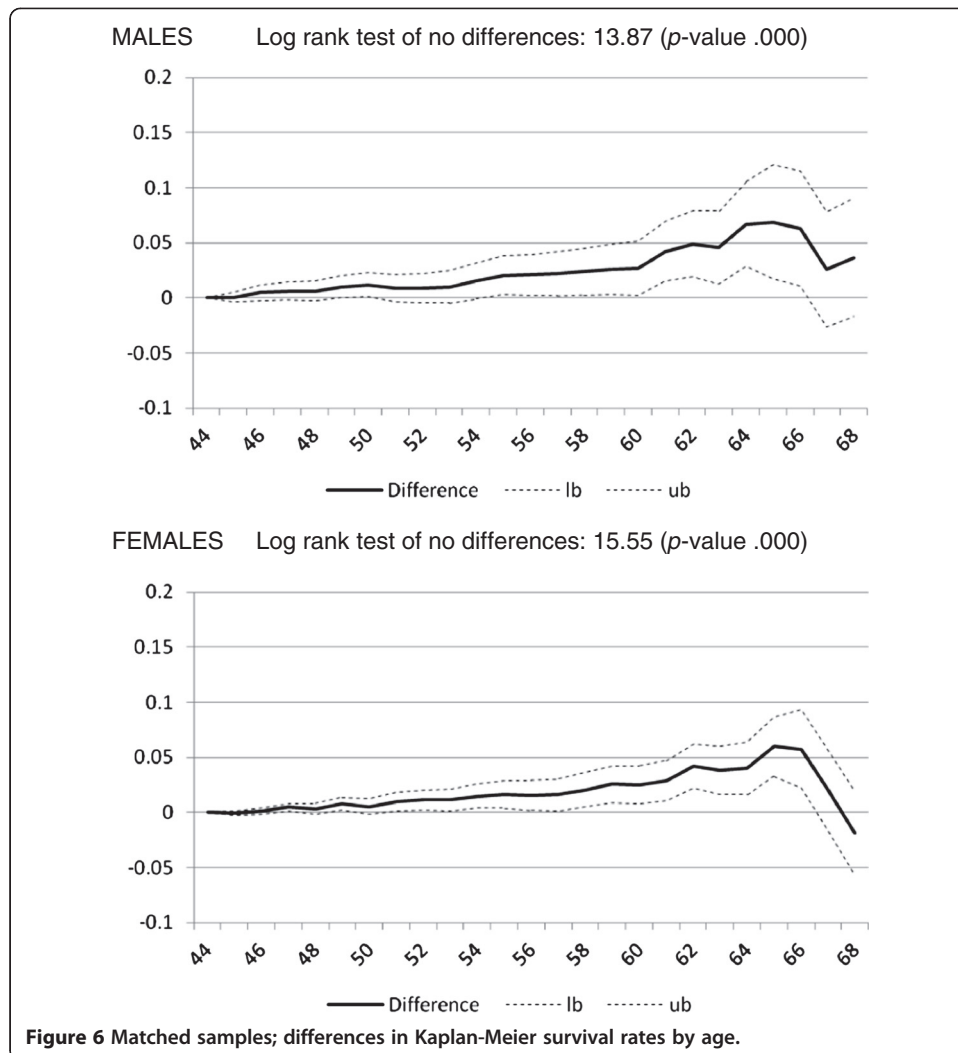 MALES Log rank test of no differences: 13.87 (p-value .000)
0.2
0.15
0.1
0.05
0
-0.05
-0.1
44 46 48 50 52 54 56 58 60 62 64 66 68
Difference lb ub
FEMALES Log rank test of no differences: 15.55 (p-value .000)
0.2
0.15
0.1
0.05
0
-0.05
-0.1
44 46 48 50 52 54 56 58 60 62 64 66 68
Difference lb ub
Figure 6 Matched samples; differences in Kaplan-Meier survival rates by age.